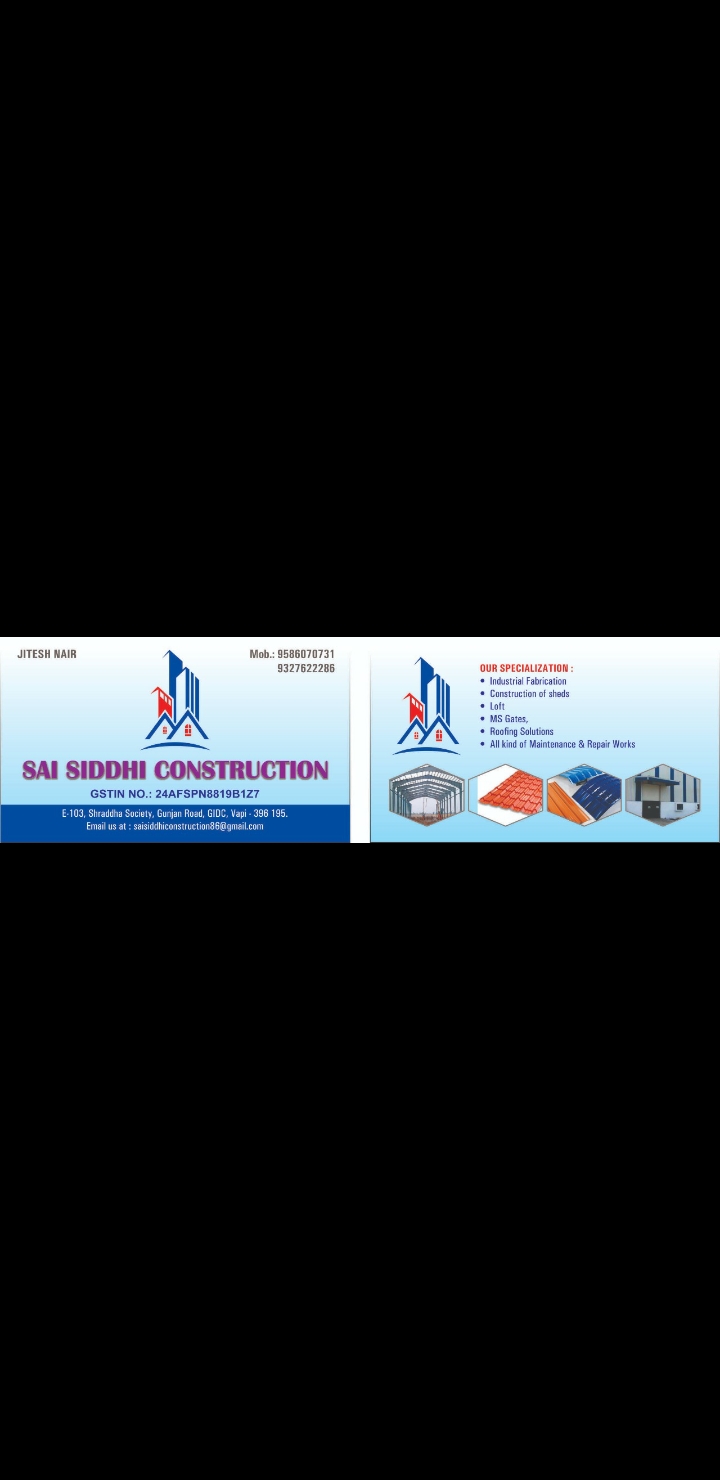 JITESH NAIR
Mob.: 9586070731
9327622286
SAI SIDDHI CONSTRUCTION
GSTIN NO.: 24AFSPN8819B1Z7
E-103, Shraddha Society, Gunjan Road, GIDC, Vapi - 396 195.
Email us at : saisiddhiconstruction86@gmail.com
OUR SPECIALIZATION :
• Industrial Fabrication
• Construction of sheds
• Loft
• MS Gates,
• Roofing Solutions
• All kind of Maintenance & Repair Works